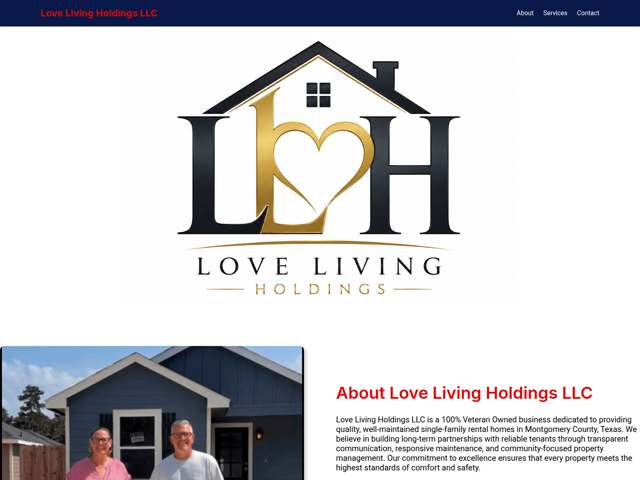 Love Living Holdings LLC
About Services Contact
LLH
LOVE LIVING
HOLDINGS
About Love Living Holdings LLC
Love Living Holdings LLC is a 100% Veteran Owned business dedicated to providing
quality, well-maintained single-family rental homes in Montgomery County, Texas. We
believe in building long-term partnerships with reliable tenants through transparent
communication, responsive maintenance, and community-focused property
management. Our commitment to excellence ensures that every property meets the
highest standards of comfort and safety.